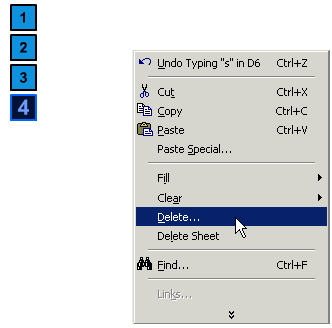 1
2
3
4
Undo Typing "s" in D6 Ctrl+Z
Cut Ctrl+X
Copy Ctrl+C
Paste Ctrl+V
Paste Special...
Fill
Clear
Delete...
Delete Sheet
Find... Ctrl+F
Links...